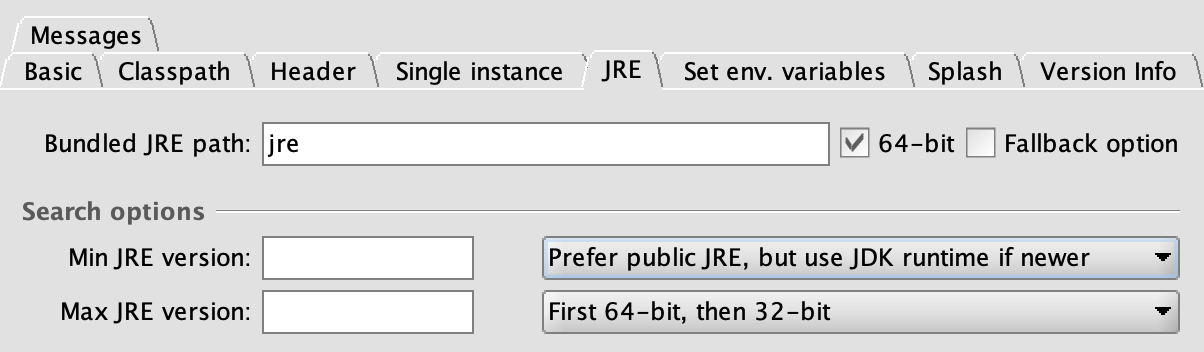 Messages
Basic Classpath Header Single instance JRE Set env. variables Splash Version Info
Bundled JRE path: jre 64-bit Fallback option
Search options
Min JRE version: Prefer public JRE, but use JDK runtime if newer
Max JRE version: First 64-bit, then 32-bit